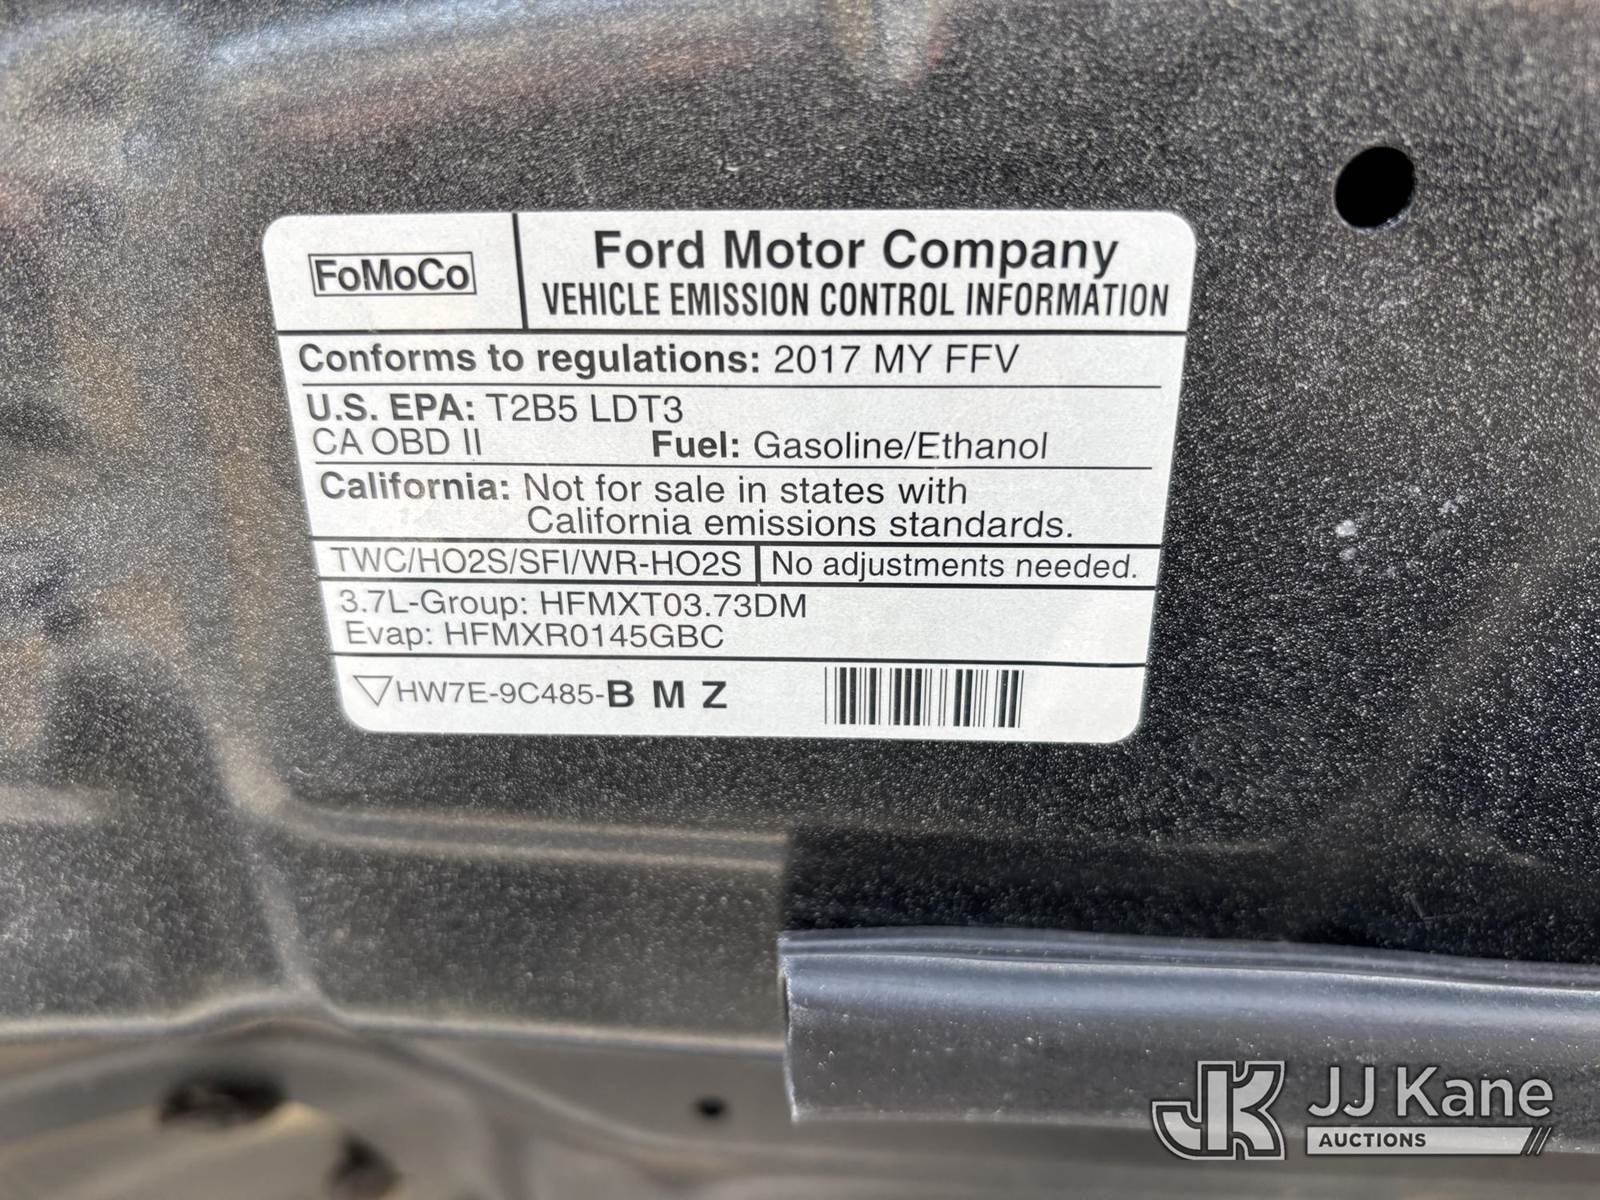 FoMoCo
Ford Motor Company
VEHICLE EMISSION CONTROL INFORMATION
Conforms to regulations: 2017 MY FFV
U.S. EPA: T2B5 LDT3
CA OBD II Fuel: Gasoline/Ethanol
California: Not for sale in states with
California emissions standards.
TWC/HO2S/SFI/WR-HO2S No adjustments needed.
3.7L-Group: HFMXT03.73DM
Evap: HFMXR0145GBC
HW7E-9C485-B M Z
JK JJ Kane
AUCTIONS